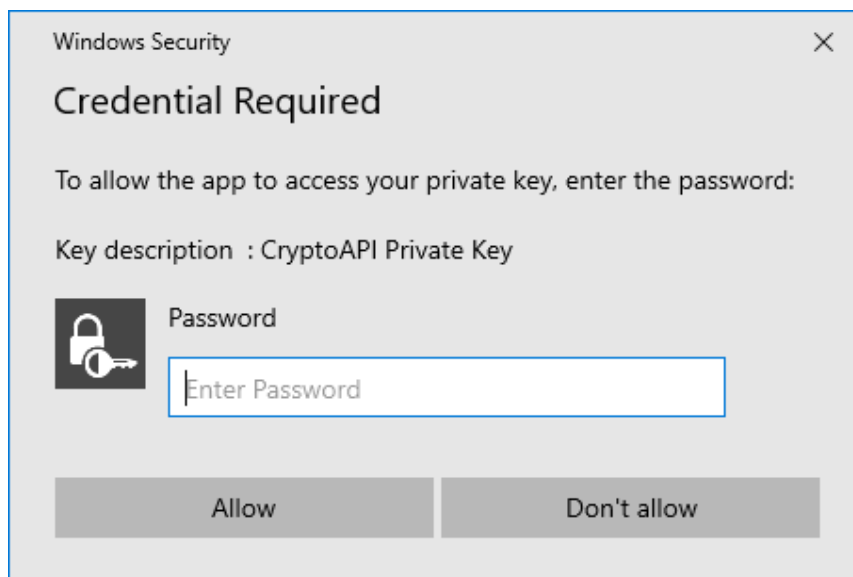 Windows Security
Credential Required
To allow the app to access your private key, enter the password:
Key description : CryptoAPI Private Key
Password
Enter Password
Allow
Don't allow